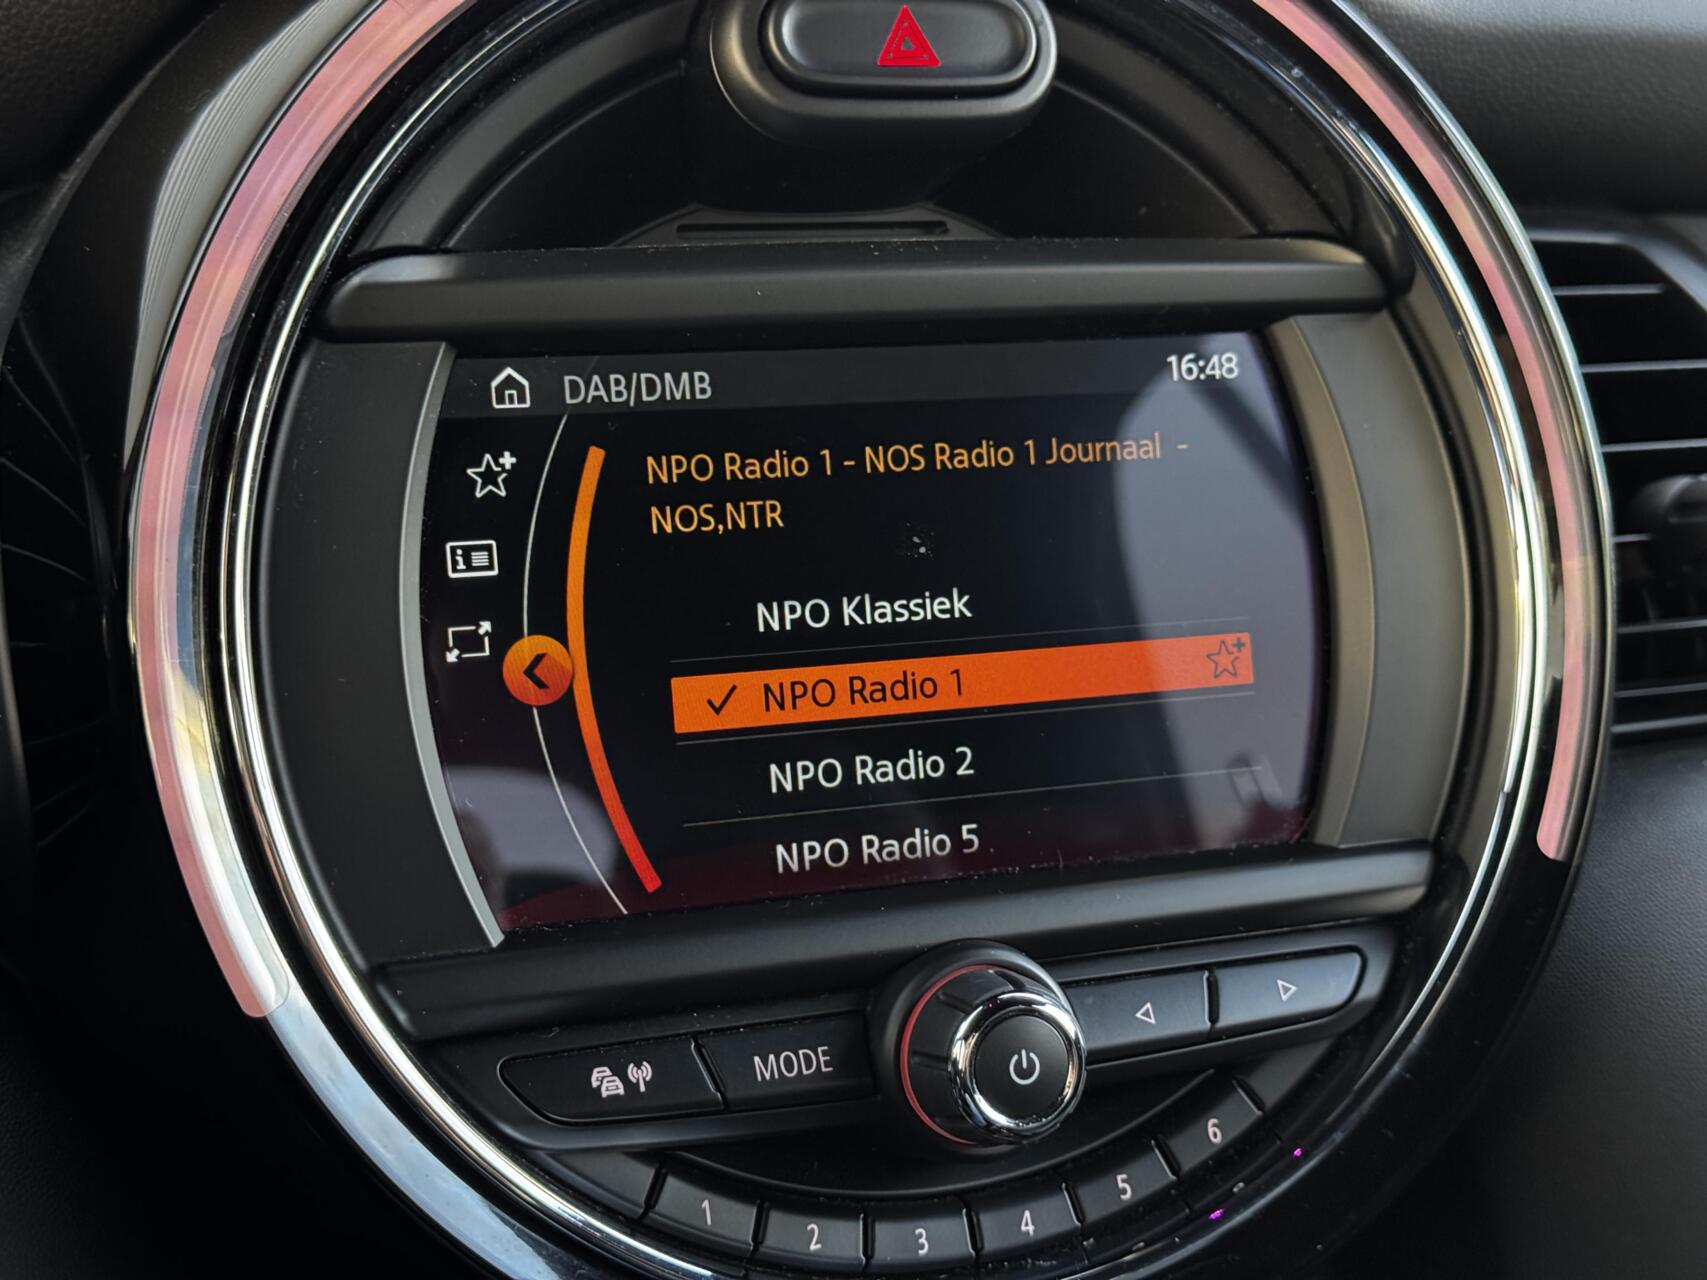 DAB/DMB 16:48
NPO Radio 1 - NOS Radio 1 Journaal -
NOS,NTR
NPO Klassiek
NPO Radio 1
NPO Radio 2
NPO Radio 5
MODE
1 2 3 4 5 6